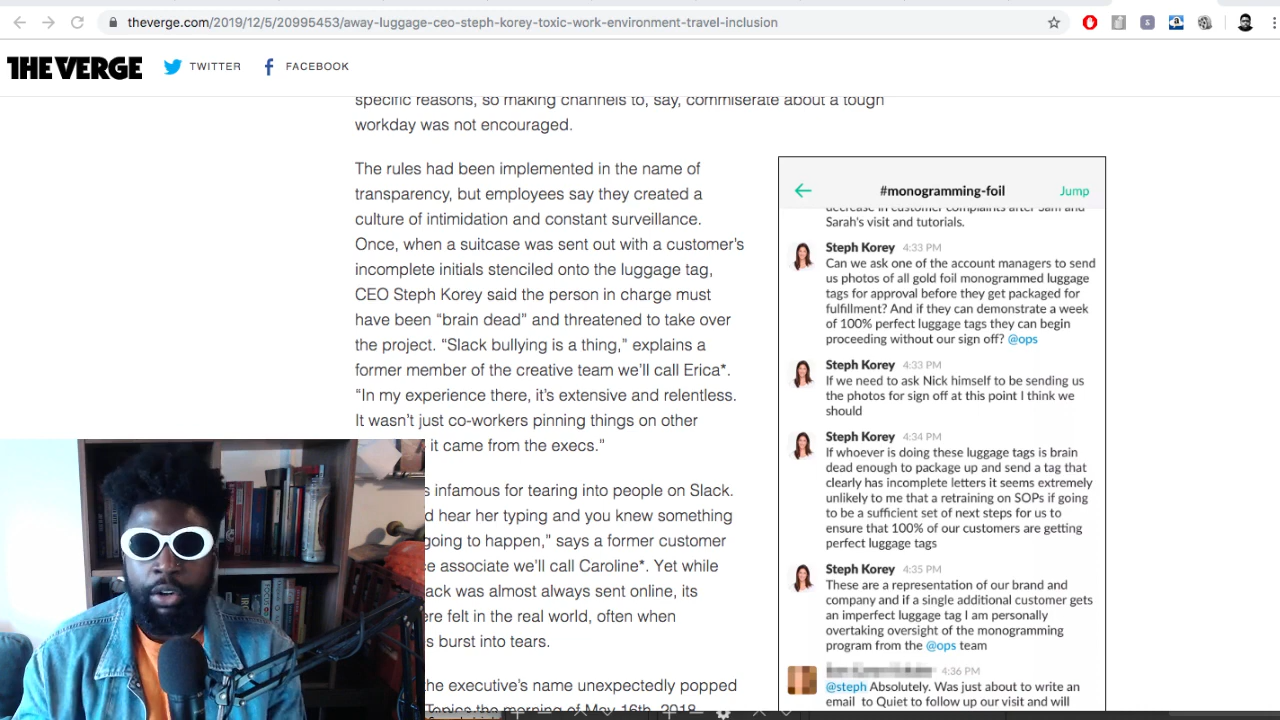 theverge.com/2019/12/5/20995453/away-luggage-ceo-steph-korey-toxic-work-environment-travel-inclusion
THE VERGE
TWITTER
FACEBOOK
specific reasons, so making channels to, say, commiserate about a tough
workday was not encouraged.
The rules had been implemented in the name of
transparency, but employees say they created a
culture of intimidation and constant surveillance.
Once, when a suitcase was sent out with a customer's
incomplete initials stenciled onto the luggage tag,
CEO Steph Korey said the person in charge must
have been “brain dead” and threatened to take over
the project. “Slack bullying is a thing,” explains a
former member of the creative team we'll call Erica*.
“In my experience there, it's extensive and relentless.
It wasn't just co-workers pinning things on other
it came from the execs.”
s infamous for tearing into people on Slack.
d hear her typing and you knew something
going to happen,” says a former customer
e associate we'll call Caroline*. Yet while
ack was almost always sent online, its
ere felt in the real world, often when
s burst into tears.
he executive's name unexpectedly popped
Topics the morning of May 16th, 2018
#monogramming-foil
Jump
decrease in customer complaints after Sam and
Sarah's visit and tutorials.
Steph Korey 4:33 PM
Can we ask one of the account managers to send
us photos of all gold foil monogrammed luggage
tags for approval before they get packaged for
fulfillment? And if they can demonstrate a week
of 100% perfect luggage tags they can begin
proceeding without our sign off? @ops
Steph Korey 4:33 PM
If we need to ask Nick himself to be sending us
the photos for sign off at this point I think we
should
Steph Korey 4:34 PM
If whoever is doing these luggage tags is brain
dead enough to package up and send a tag that
clearly has incomplete letters it seems extremely
unlikely to me that a retraining on SOPs if going
to be a sufficient set of next steps for us to
ensure that 100% of our customers are getting
perfect luggage tags
Steph Korey 4:35 PM
These are a representation of our brand and
company and if a single additional customer gets
an imperfect luggage tag I am personally
overtaking oversight of the monogramming
program from the @ops team
4:36 PM
@steph Absolutely. Was just about to write an
email to Quiet to follow up our visit and will